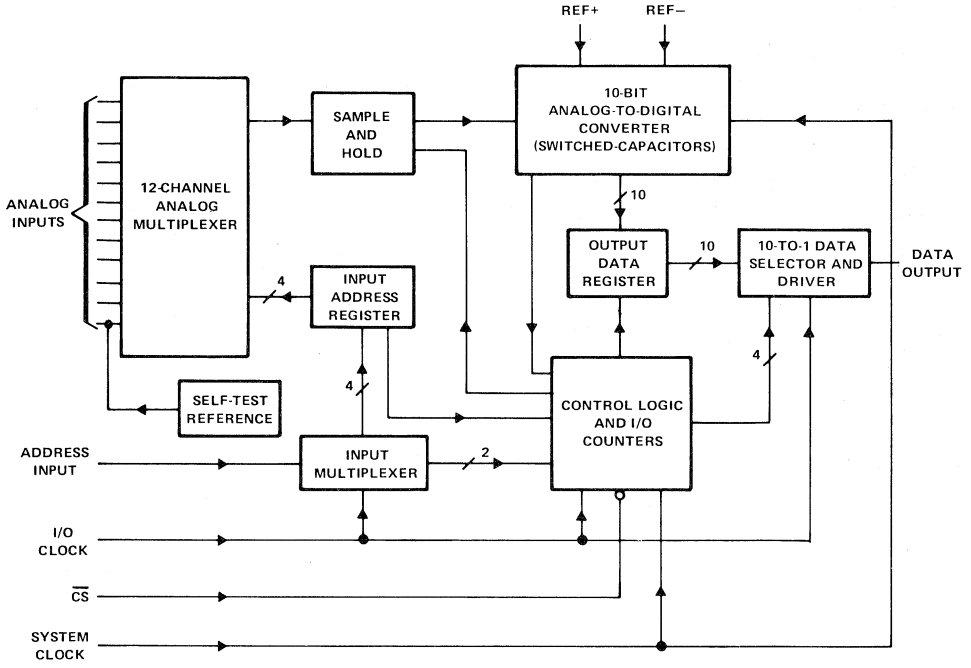 REF+ REF−
10-BIT
ANALOG-TO-DIGITAL
CONVERTER
(SWITCHED-CAPACITORS)
SAMPLE
AND
HOLD
12-CHANNEL
ANALOG
MULTIPLEXER
ANALOG
INPUTS
10
OUTPUT
DATA
REGISTER
10
10-TO-1 DATA
SELECTOR AND
DRIVER
DATA
OUTPUT
4
INPUT
ADDRESS
REGISTER
4
4
SELF-TEST
REFERENCE
CONTROL LOGIC
AND I/O
COUNTERS
ADDRESS
INPUT
INPUT
MULTIPLEXER
2
I/O
CLOCK
C̅S̅
SYSTEM
CLOCK